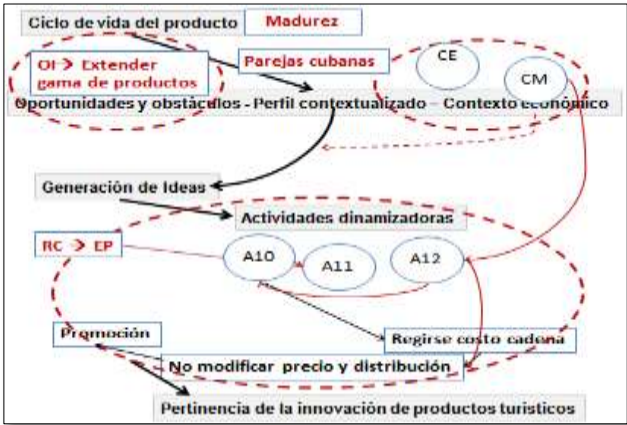 Ciclo de vida del producto
Madurez
OI → Extender
gama de productos
Parejas cubanas
CE
CM
Oportunidades y obstáculos - Perfil contextualizado – Contexto económico
Generación de Ideas
Actividades dinamizadoras
RC → EP
A10
A11
A12
Promoción
Regirse costo cadena
No modificar precio y distribución
Pertinencia de la innovación de productos turísticos